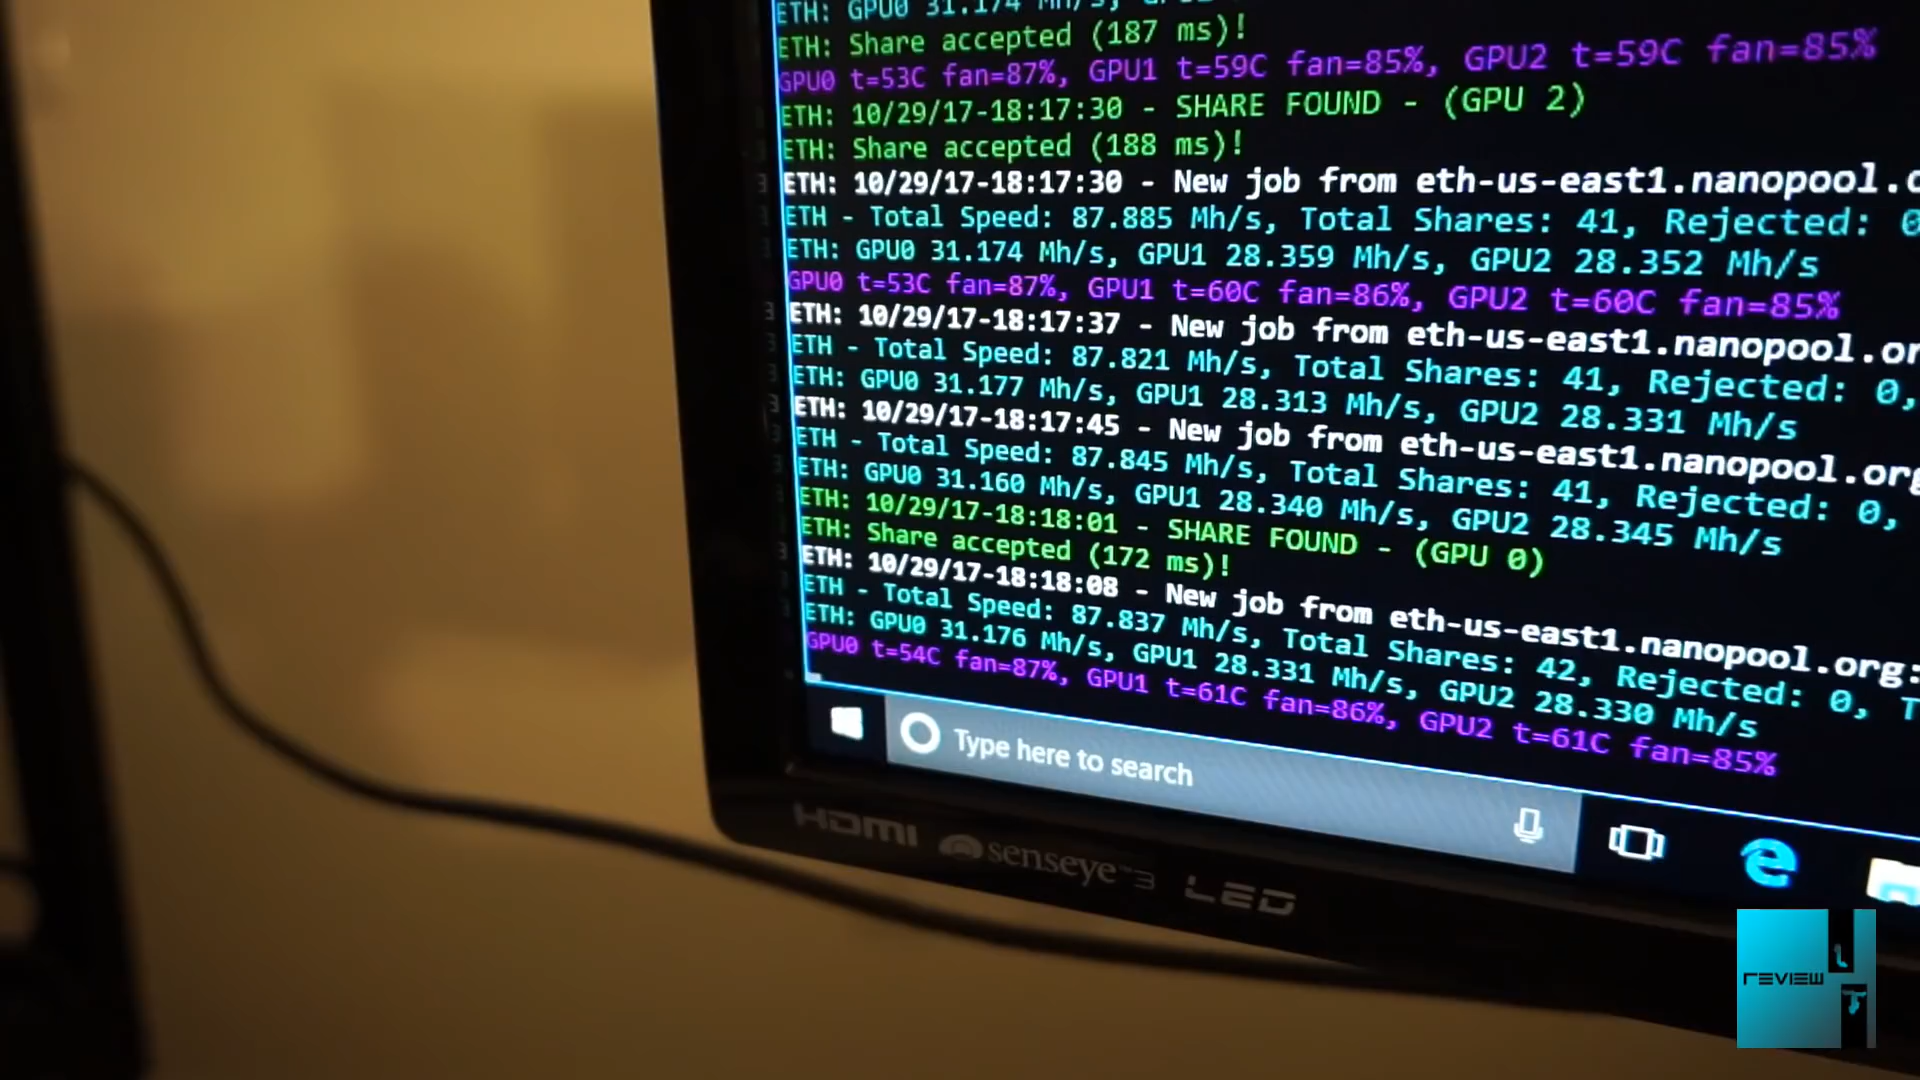 ETH: GPU0 31.174 Mh/s,
ETH: Share accepted (187 ms)!
GPU0 t=53C fan=87%, GPU1 t=59C fan=85%, GPU2 t=59C fan=85%
ETH: 10/29/17-18:17:30 - SHARE FOUND - (GPU 2)
ETH: Share accepted (188 ms)!
ETH: 10/29/17-18:17:30 - New job from eth-us-east1.nanopool.
ETH - Total Speed: 87.885 Mh/s, Total Shares: 41, Rejected: 0
ETH: GPU0 31.174 Mh/s, GPU1 28.359 Mh/s, GPU2 28.352 Mh/s
GPU0 t=53C fan=87%, GPU1 t=60C fan=86%, GPU2 t=60C fan=85%
ETH: 10/29/17-18:17:37 - New job from eth-us-east1.nanopool.or
ETH - Total Speed: 87.821 Mh/s, Total Shares: 41, Rejected: 0,
ETH: GPU0 31.177 Mh/s, GPU1 28.313 Mh/s, GPU2 28.331 Mh/s
ETH: 10/29/17-18:17:45 - New job from eth-us-east1.nanopool.org
ETH - Total Speed: 87.845 Mh/s, Total Shares: 41, Rejected: 0,
ETH: GPU0 31.160 Mh/s, GPU1 28.340 Mh/s, GPU2 28.345 Mh/s
ETH: 10/29/17-18:18:01 - SHARE FOUND - (GPU 0)
ETH: Share accepted (172 ms)!
ETH: 10/29/17-18:18:08 - New job from eth-us-east1.nanopool.org:
ETH - Total Speed: 87.837 Mh/s, Total Shares: 42, Rejected: 0, T
ETH: GPU0 31.176 Mh/s, GPU1 28.331 Mh/s, GPU2 28.330 Mh/s
GPU0 t=54C fan=87%, GPU1 t=61C fan=86%, GPU2 t=61C fan=85%
Type here to search
HDMI senseye™3 LED
REVIEW